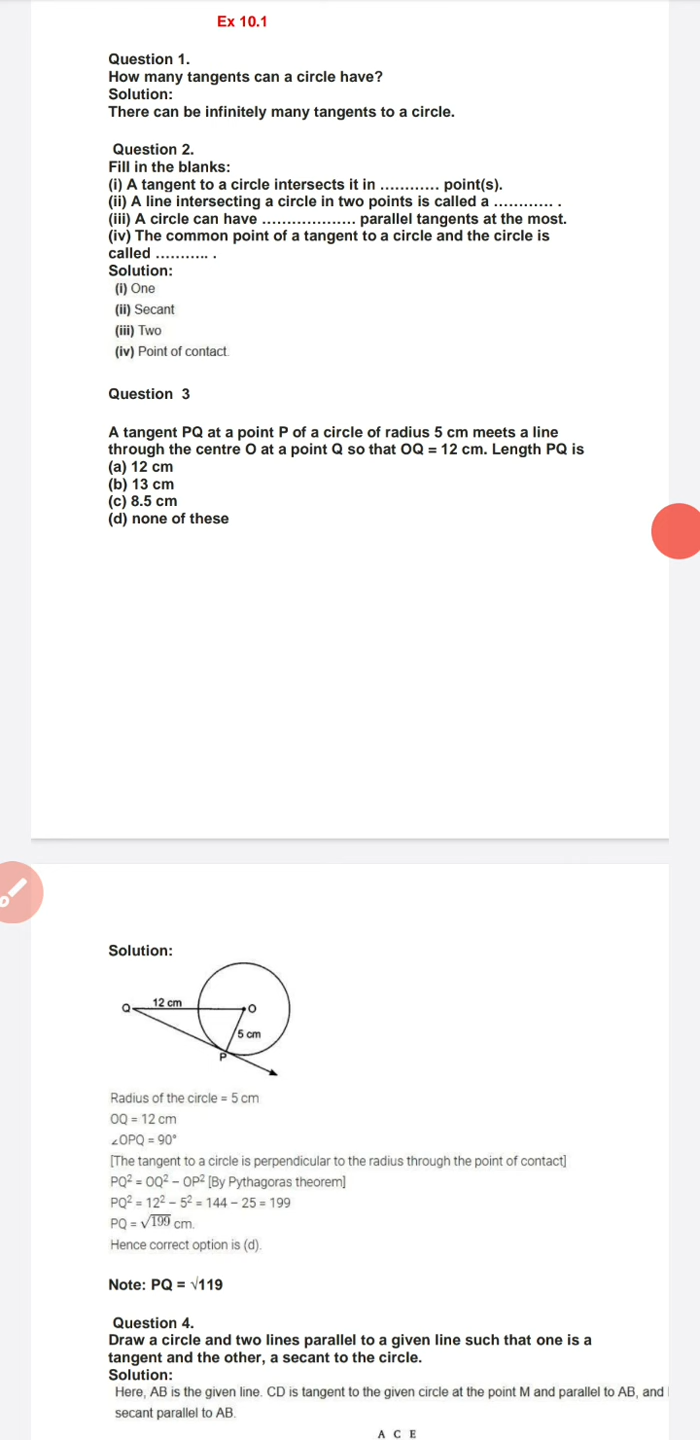 Ex 10.1
Question 1.
How many tangents can a circle have?
Solution:
There can be infinitely many tangents to a circle.
Question 2.
Fill in the blanks:
(i) A tangent to a circle intersects it in ............ point(s).
(ii) A line intersecting a circle in two points is called a ............ .
(iii) A circle can have ................... parallel tangents at the most.
(iv) The common point of a tangent to a circle and the circle is
called ........... .
Solution:
(i) One
(ii) Secant
(iii) Two
(iv) Point of contact.
Question 3
A tangent PQ at a point P of a circle of radius 5 cm meets a line
through the centre O at a point Q so that OQ = 12 cm. Length PQ is
(a) 12 cm
(b) 13 cm
(c) 8.5 cm
(d) none of these
Solution:
Q 12 cm O
5 cm
P
Radius of the circle = 5 cm
OQ = 12 cm
∠OPQ = 90°
[The tangent to a circle is perpendicular to the radius through the point of contact]
PQ² = OQ² – OP² [By Pythagoras theorem]
PQ² = 12² – 5² = 144 – 25 = 199
PQ = √199 cm.
Hence correct option is (d).
Note: PQ = √119
Question 4.
Draw a circle and two lines parallel to a given line such that one is a
tangent and the other, a secant to the circle.
Solution:
Here, AB is the given line. CD is tangent to the given circle at the point M and parallel to AB, and
secant parallel to AB.
A C E